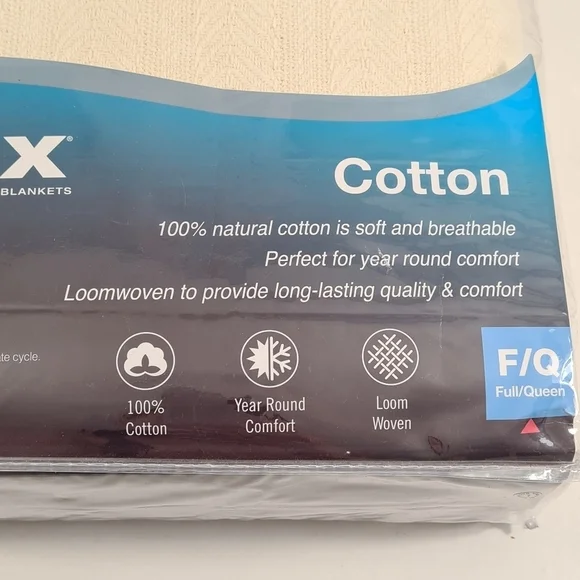 X®
BLANKETS
Cotton
100% natural cotton is soft and breathable
Perfect for year round comfort
Loomwoven to provide long-lasting quality & comfort
cycle.
100%
Cotton
Year Round
Comfort
Loom
Woven
F/Q
Full/Queen